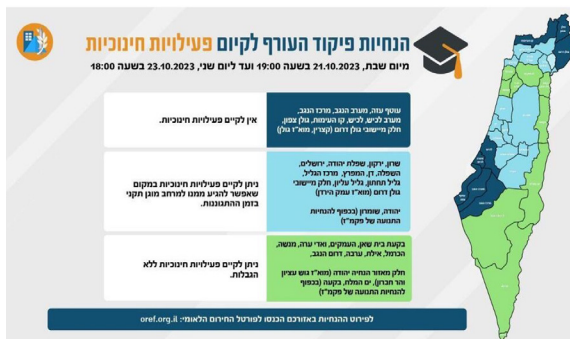 הנחיות פיקוד העורף לקיום פעילויות חינוכיות
מיום שבת, 21.10.2023 בשעה 19:00 ועד ליום שני, 23.10.2023 בשעה 18:00
עוטף עזה, מערב הנגב, מרכז הנגב,
מערב לכיש, לכיש, קו העימות, גולן צפון,
חלק מיישובי גולן דרום (קצרין, מוא"ז גולן)
אין לקיים פעילויות חינוכיות.
שרון, ירקון, שפלת יהודה, ירושלים,
השפלה, דן, המפרץ, מרכז הגליל,
גליל תחתון, גליל עליון, חלק מיישובי
גולן דרום (מוא"ז עמק הירדן)
יהודה, שומרון (בכפוף להנחיות
התנועה של פקמ"ז)
ניתן לקיים פעילויות חינוכיות במקום
שאפשר להגיע ממנו למרחב מוגן תקני
בזמן ההתגוננות.
בקעת בית שאן, העמקים, ואדי ערה, מנשה,
הכרמל, אילת, ערבה, דרום הנגב,
חלק מאזור הנחיה יהודה (מוא"ז גוש עציון
והר חברון), ים המלח, בקעה (בכפוף
להנחיות התנועה של פקמ"ז)
ניתן לקיים פעילויות חינוכיות ללא
הגבלות.
לפירוט ההנחיות באזורכם הכנסו לפורטל החירום הלאומי: oref.org.il